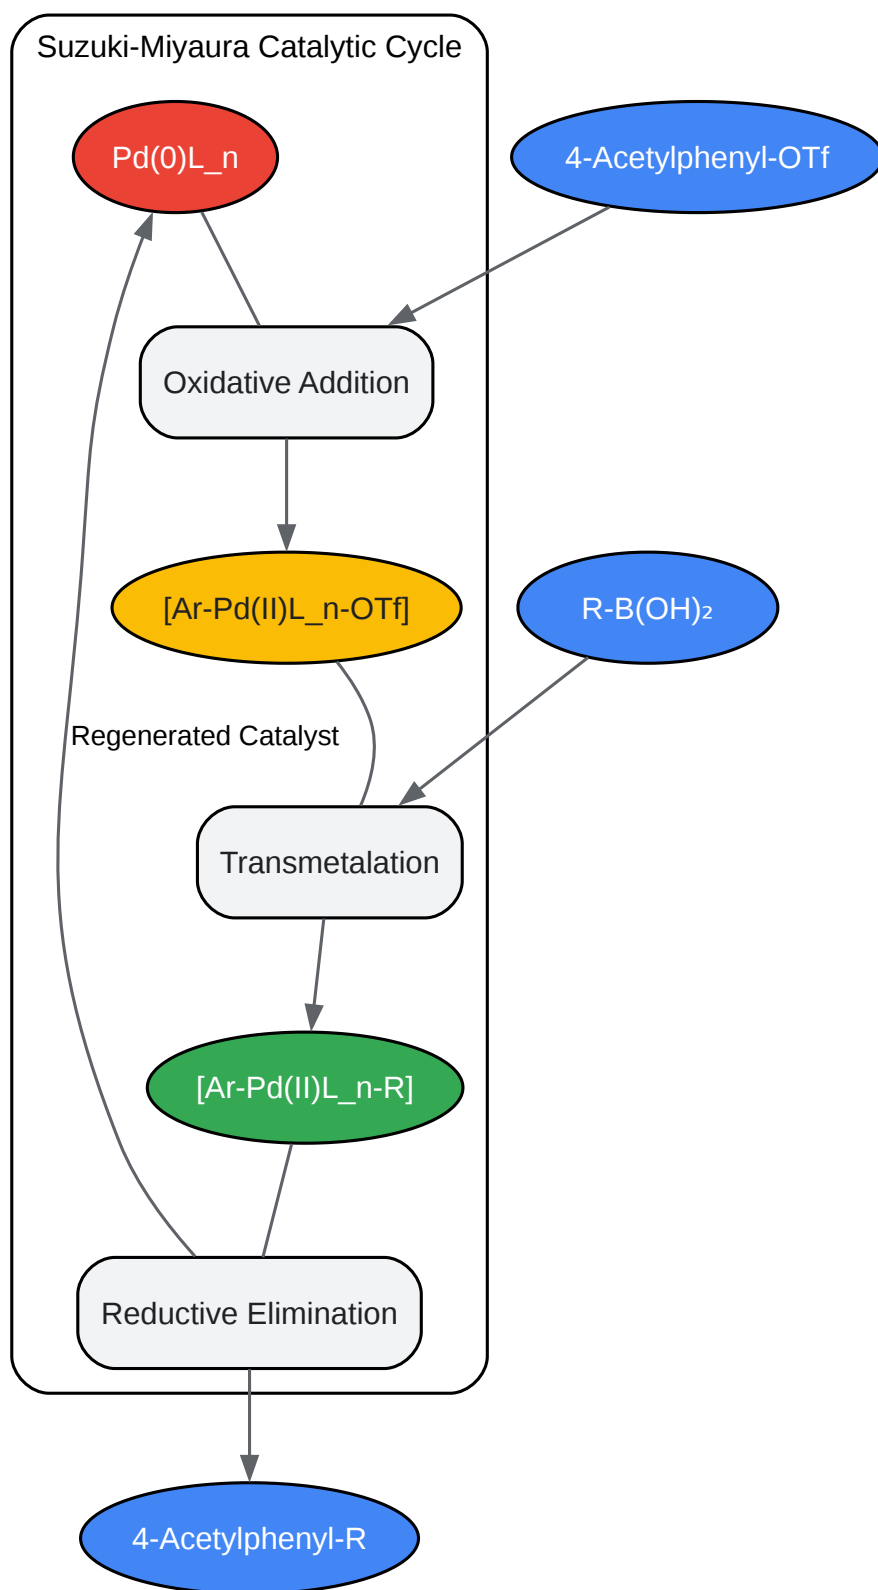 Suzuki-Miyaura Catalytic Cycle
Pd(0)L_n
4-Acetylphenyl-OTf
Oxidative Addition
[Ar-Pd(II)L_n-OTf]
R-B(OH)₂
Regenerated Catalyst
Transmetalation
[Ar-Pd(II)L_n-R]
Reductive Elimination
4-Acetylphenyl-R